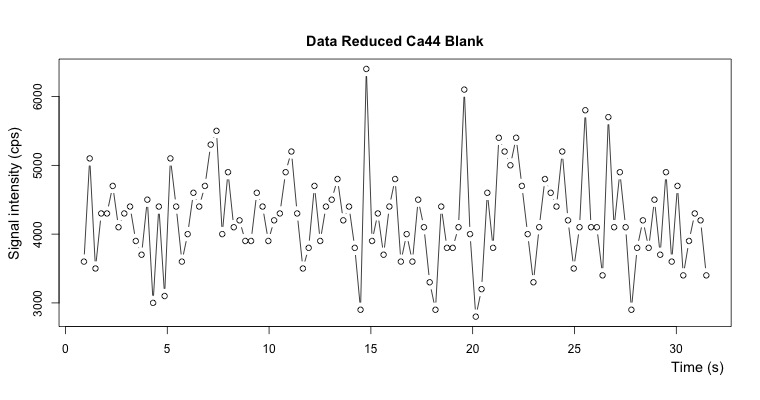 Data Reduced Ca44 Blank
Signal intensity (cps)
6000
5000
4000
3000
0 5 10 15 20 25 30
Time (s)